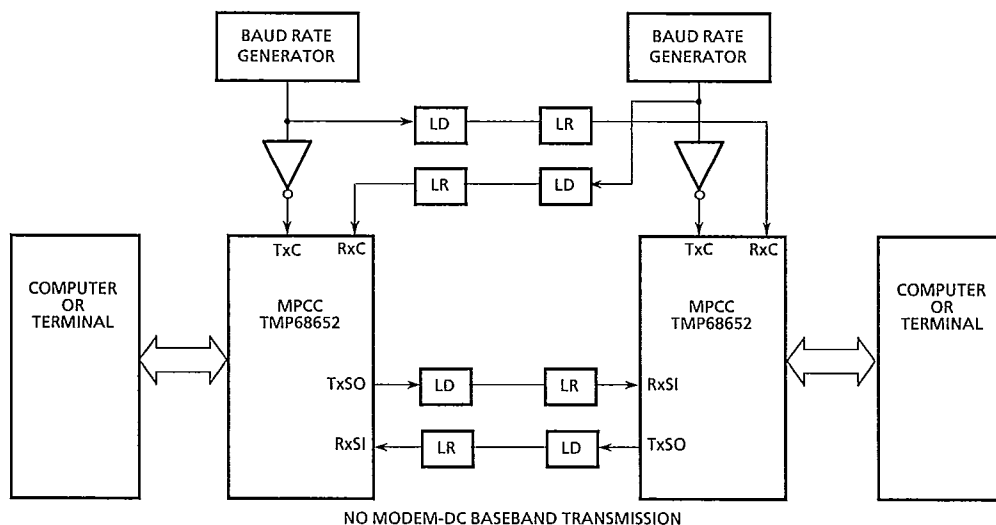 BAUD RATE
GENERATOR
BAUD RATE
GENERATOR
LD
LR
LR
LD
TxC
RxC
TxC
RxC
COMPUTER
OR
TERMINAL
MPCC
TMP68652
MPCC
TMP68652
COMPUTER
OR
TERMINAL
TxSO
LD
LR
RxSI
RxSI
LR
LD
TxSO
NO MODEM-DC BASEBAND TRANSMISSION